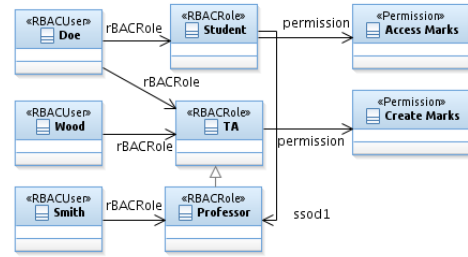 «RBACUser»
Doe
rBACRole
«RBACRole»
Student
permission
«Permission»
Access Marks
rBACRole
«RBACUser»
Wood
rBACRole
«RBACRole»
TA
permission
«Permission»
Create Marks
«RBACUser»
Smith
rBACRole
«RBACRole»
Professor
ssod1